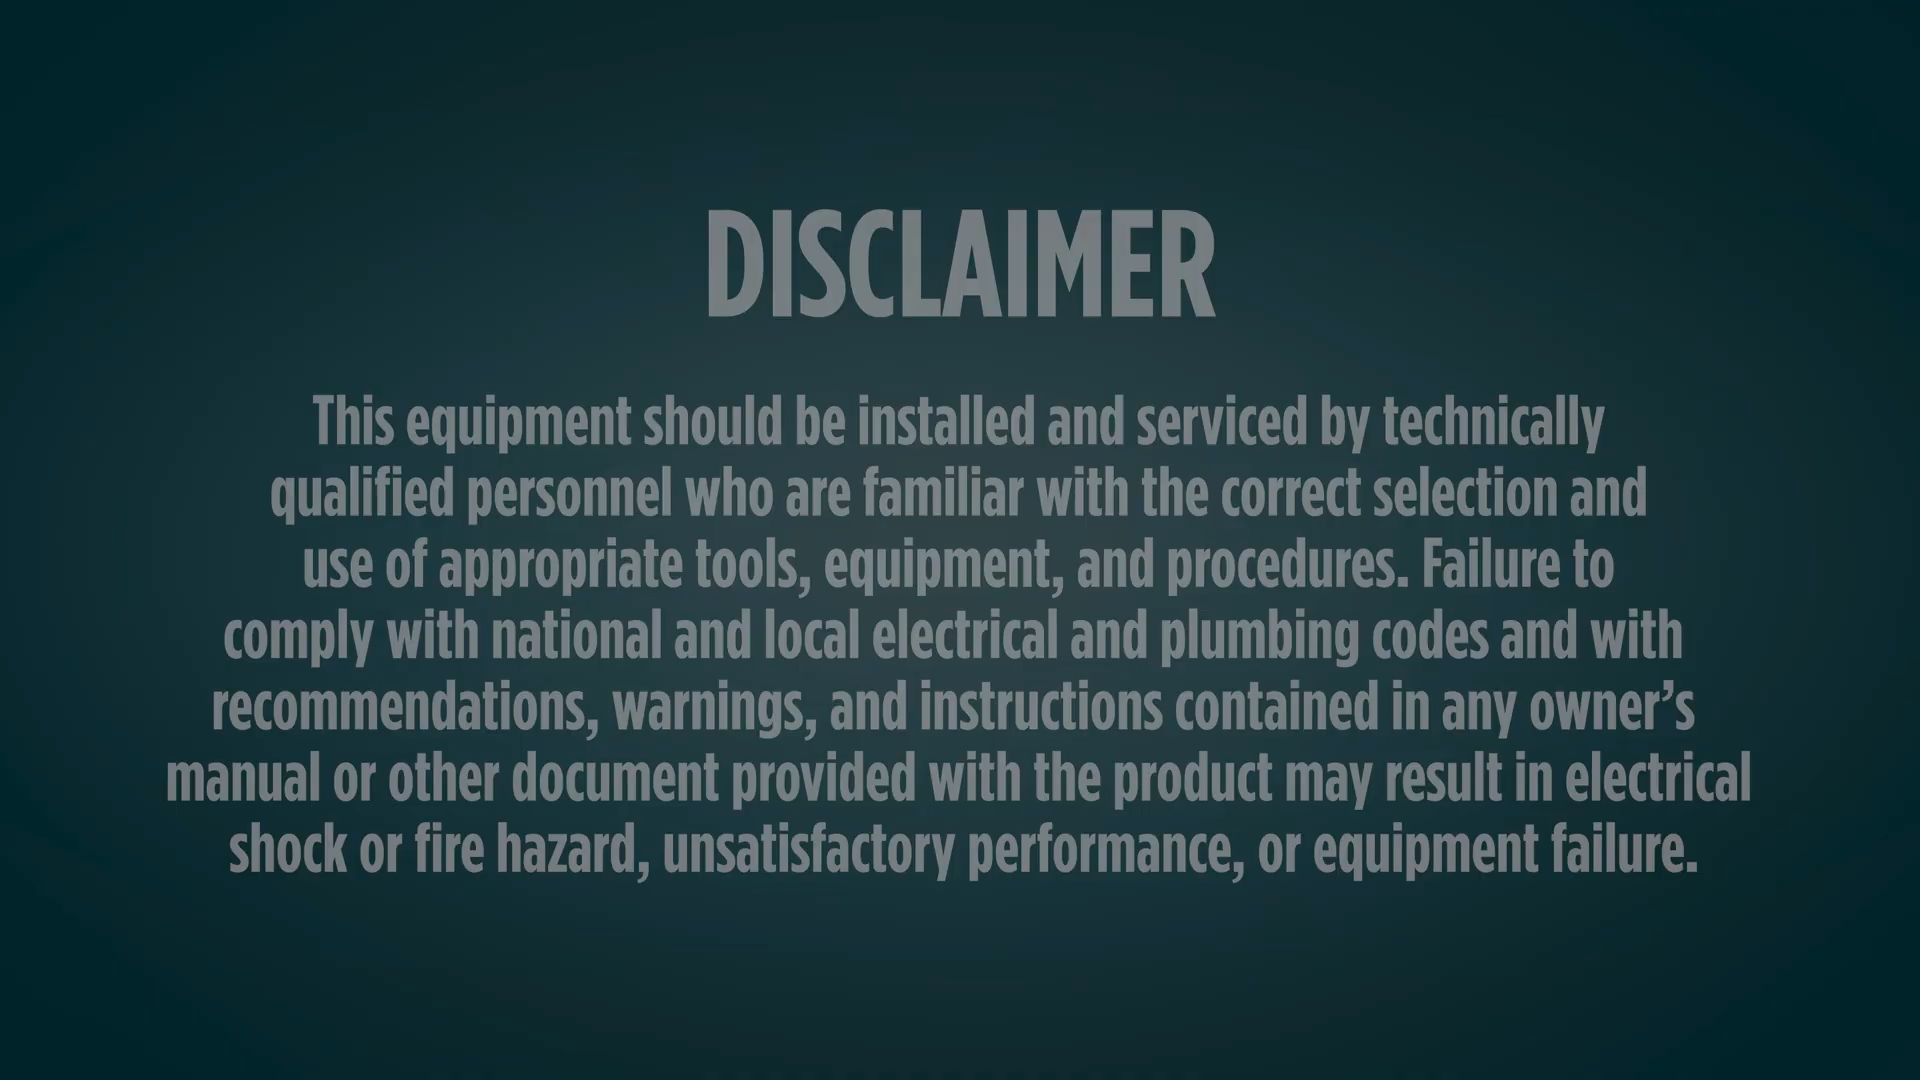 DISCLAIMER
This equipment should be installed and serviced by technically
qualified personnel who are familiar with the correct selection and
use of appropriate tools, equipment, and procedures. Failure to
comply with national and local electrical and plumbing codes and with
recommendations, warnings, and instructions contained in any owner’s
manual or other document provided with the product may result in electrical
shock or fire hazard, unsatisfactory performance, or equipment failure.